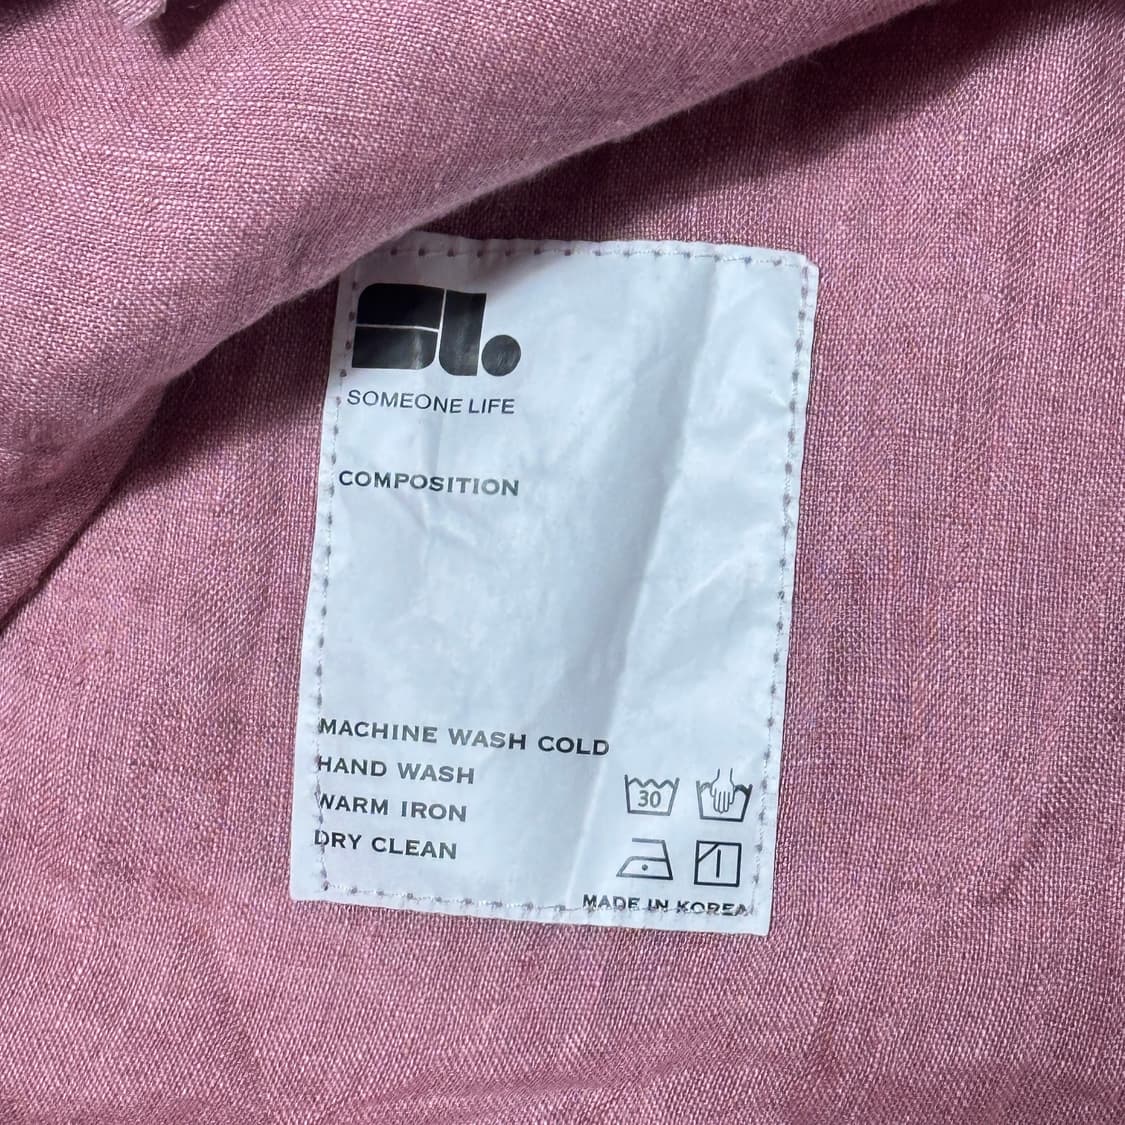 SL.
SOMEONE LIFE
COMPOSITION
MACHINE WASH COLD
HAND WASH
WARM IRON
DRY CLEAN
30
MADE IN KOREA